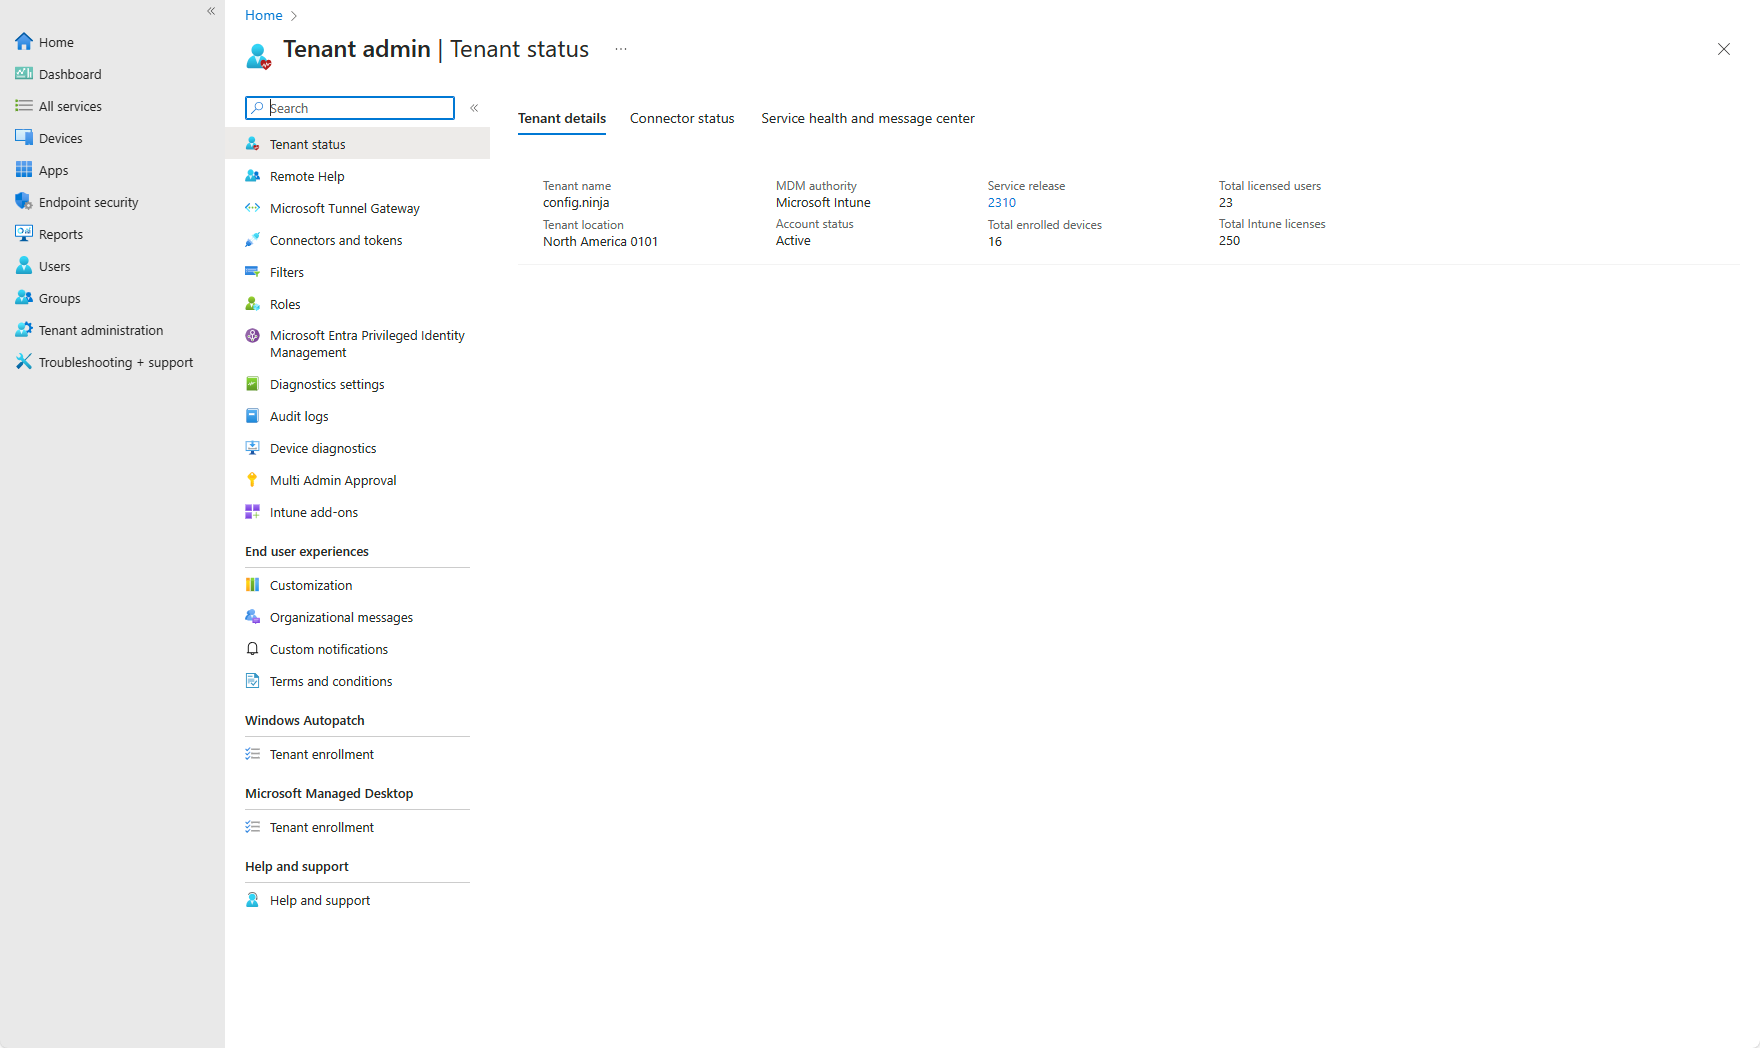 Home
Dashboard
All services
Devices
Apps
Endpoint security
Reports
Users
Groups
Tenant administration
Troubleshooting + support
Home
Tenant admin | Tenant status
Search
Tenant status
Remote Help
Microsoft Tunnel Gateway
Connectors and tokens
Filters
Roles
Microsoft Entra Privileged Identity
Management
Diagnostics settings
Audit logs
Device diagnostics
Multi Admin Approval
Intune add-ons
End user experiences
Customization
Organizational messages
Custom notifications
Terms and conditions
Windows Autopatch
Tenant enrollment
Microsoft Managed Desktop
Tenant enrollment
Help and support
Help and support
Tenant details Connector status Service health and message center
Tenant name
config.ninja
Tenant location
North America 0101
MDM authority
Microsoft Intune
Account status
Active
Service release
2310
Total enrolled devices
16
Total licensed users
23
Total Intune licenses
250